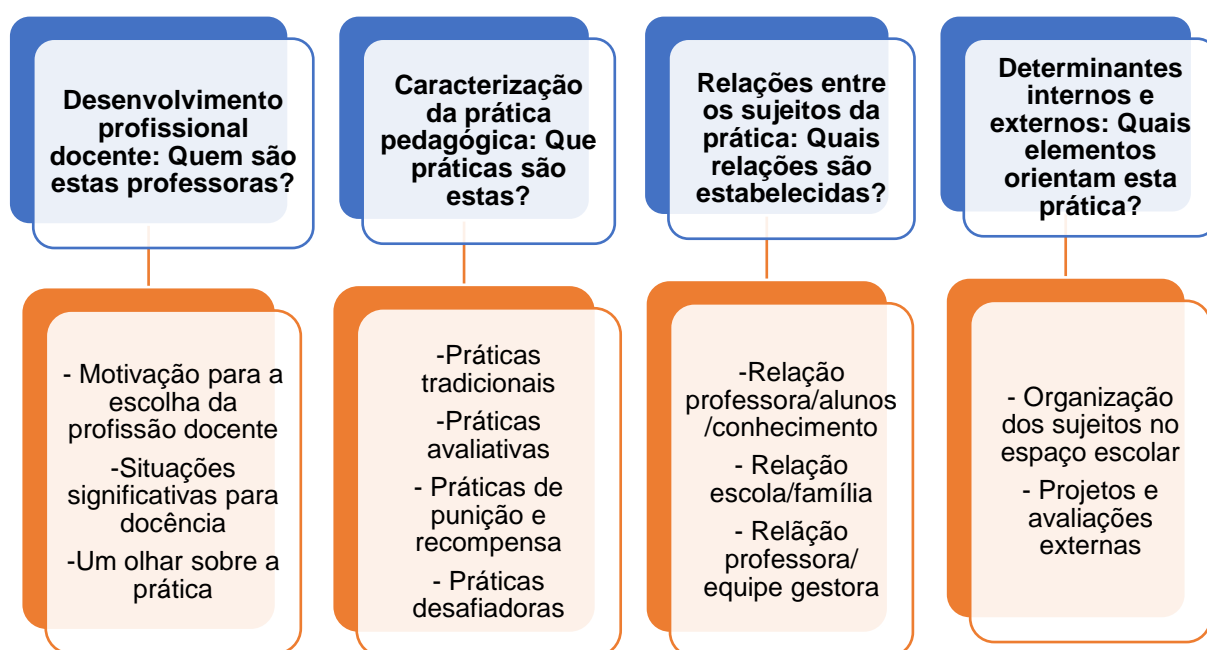 Desenvolvimento
profissional
docente: Quem são
estas professoras?
- Motivação para a
escolha da
profissão docente
-Situações
significativas para
docência
-Um olhar sobre a
prática
Caracterização
da prática
pedagógica: Que
práticas são
estas?
-Práticas
tradicionais
-Práticas
avaliativas
- Práticas de
punição e
recompensa
- Práticas
desafiadoras
Relações entre
os sujeitos da
prática: Quais
relações são
estabelecidas?
-Relação
professora/alunos
/conhecimento
- Relação
escola/família
- Relãção
professora/
equipe gestora
Determinantes
internos e
externos: Quais
elementos
orientam esta
prática?
- Organização
dos sujeitos no
espaço escolar
- Projetos e
avaliações
externas